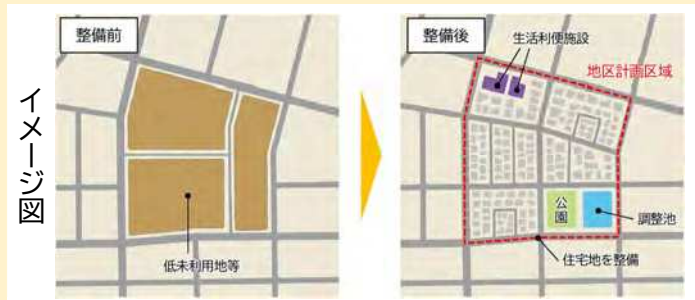 イメージ図
整備前
低未利用地等
整備後
生活利便施設
地区計画区域
公園
調整池
住宅地を整備